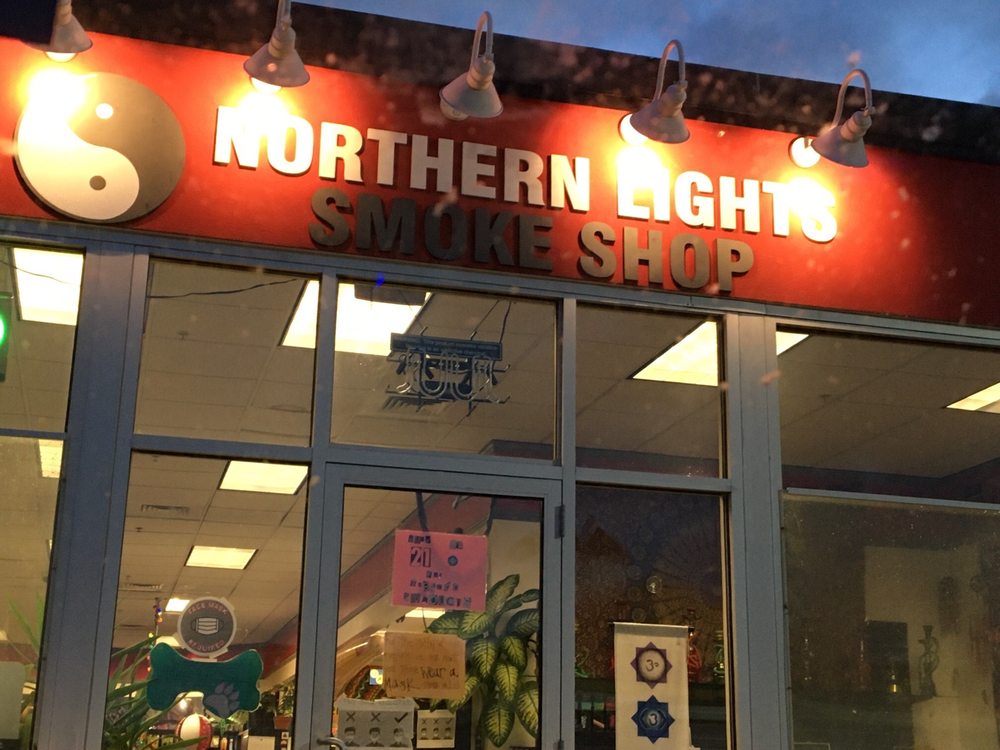 NORTHERN LIGHTS
SMOKE SHOP
21
FACE MASK
REQUIRED
wear a
mask
ॐ